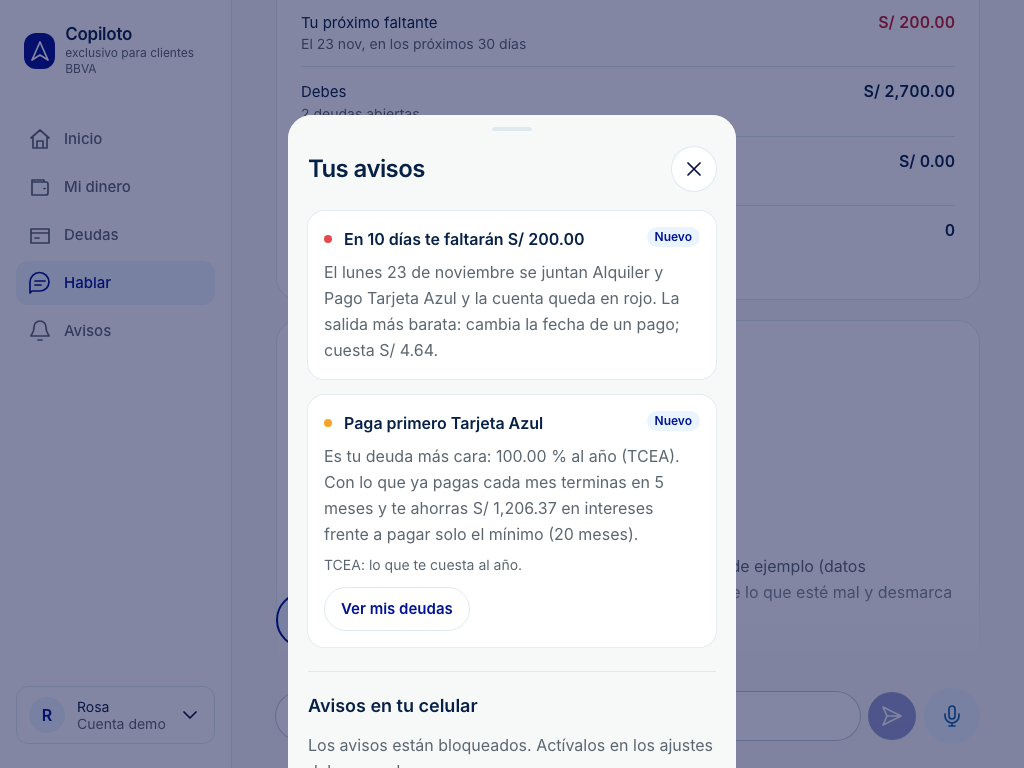 Copiloto
exclusivo para clientes
BBVA
Inicio
Mi dinero
Deudas
Hablar
Avisos
R
Rosa
Cuenta demo
Tu próximo faltante
S/ 200.00
El 23 nov, en los próximos 30 días
Debes
S/ 2,700.00
2 deudas abiertas
S/ 0.00
0
Tus avisos
En 10 días te faltarán S/ 200.00
Nuevo
El lunes 23 de noviembre se juntan Alquiler y
Pago Tarjeta Azul y la cuenta queda en rojo. La
salida más barata: cambia la fecha de un pago;
cuesta S/ 4.64.
Paga primero Tarjeta Azul
Nuevo
Es tu deuda más cara: 100.00 % al año (TCEA).
Con lo que ya pagas cada mes terminas en 5
meses y te ahorras S/ 1,206.37 en intereses
frente a pagar solo el mínimo (20 meses).
TCEA: lo que te cuesta al año.
Ver mis deudas
Avisos en tu celular
Los avisos están bloqueados. Actívalos en los ajustes
de ejemplo (datos
lo que esté mal y desmarca